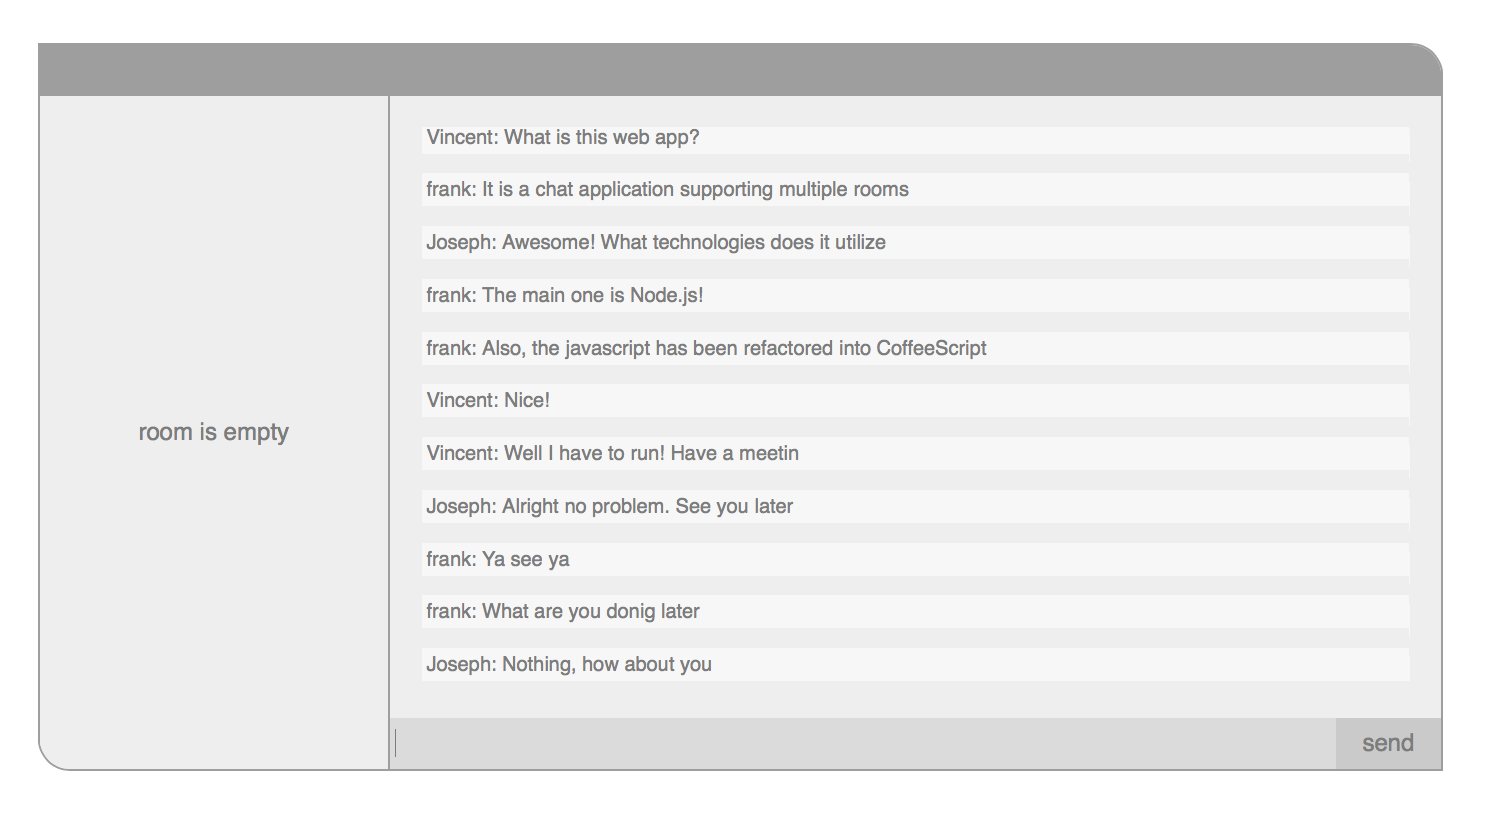 room is empty
Vincent: What is this web app?
frank: It is a chat application supporting multiple rooms
Joseph: Awesome! What technologies does it utilize
frank: The main one is Node.js!
frank: Also, the javascript has been refactored into CoffeeScript
Vincent: Nice!
Vincent: Well I have to run! Have a meetin
Joseph: Alright no problem. See you later
frank: Ya see ya
frank: What are you donig later
Joseph: Nothing, how about you
send